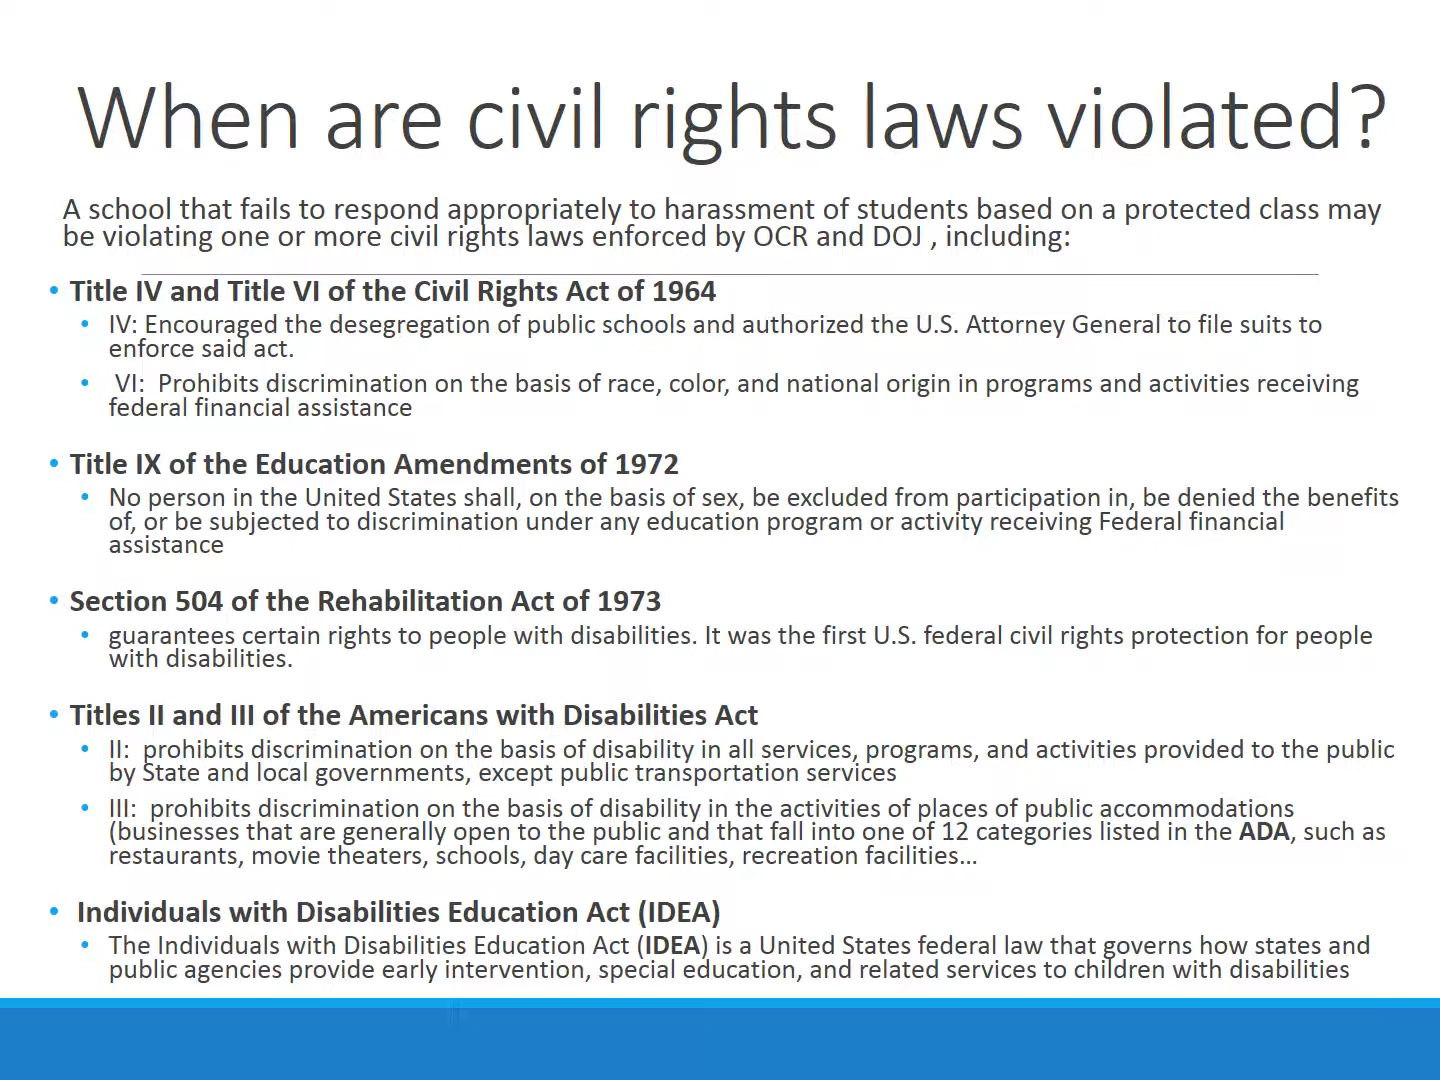 When are civil rights laws violated?
A school that fails to respond appropriately to harassment of students based on a protected class may
be violating one or more civil rights laws enforced by OCR and DOJ , including:
• Title IV and Title VI of the Civil Rights Act of 1964
• IV: Encouraged the desegregation of public schools and authorized the U.S. Attorney General to file suits to
enforce said act.
• VI: Prohibits discrimination on the basis of race, color, and national origin in programs and activities receiving
federal financial assistance
• Title IX of the Education Amendments of 1972
• No person in the United States shall, on the basis of sex, be excluded from participation in, be denied the benefits
of, or be subjected to discrimination under any education program or activity receiving Federal financial
assistance
• Section 504 of the Rehabilitation Act of 1973
• guarantees certain rights to people with disabilities. It was the first U.S. federal civil rights protection for people
with disabilities.
• Titles II and III of the Americans with Disabilities Act
• II: prohibits discrimination on the basis of disability in all services, programs, and activities provided to the public
by State and local governments, except public transportation services
• III: prohibits discrimination on the basis of disability in the activities of places of public accommodations
(businesses that are generally open to the public and that fall into one of 12 categories listed in the ADA, such as
restaurants, movie theaters, schools, day care facilities, recreation facilities...
• Individuals with Disabilities Education Act (IDEA)
• The Individuals with Disabilities Education Act (IDEA) is a United States federal law that governs how states and
public agencies provide early intervention, special education, and related services to children with disabilities